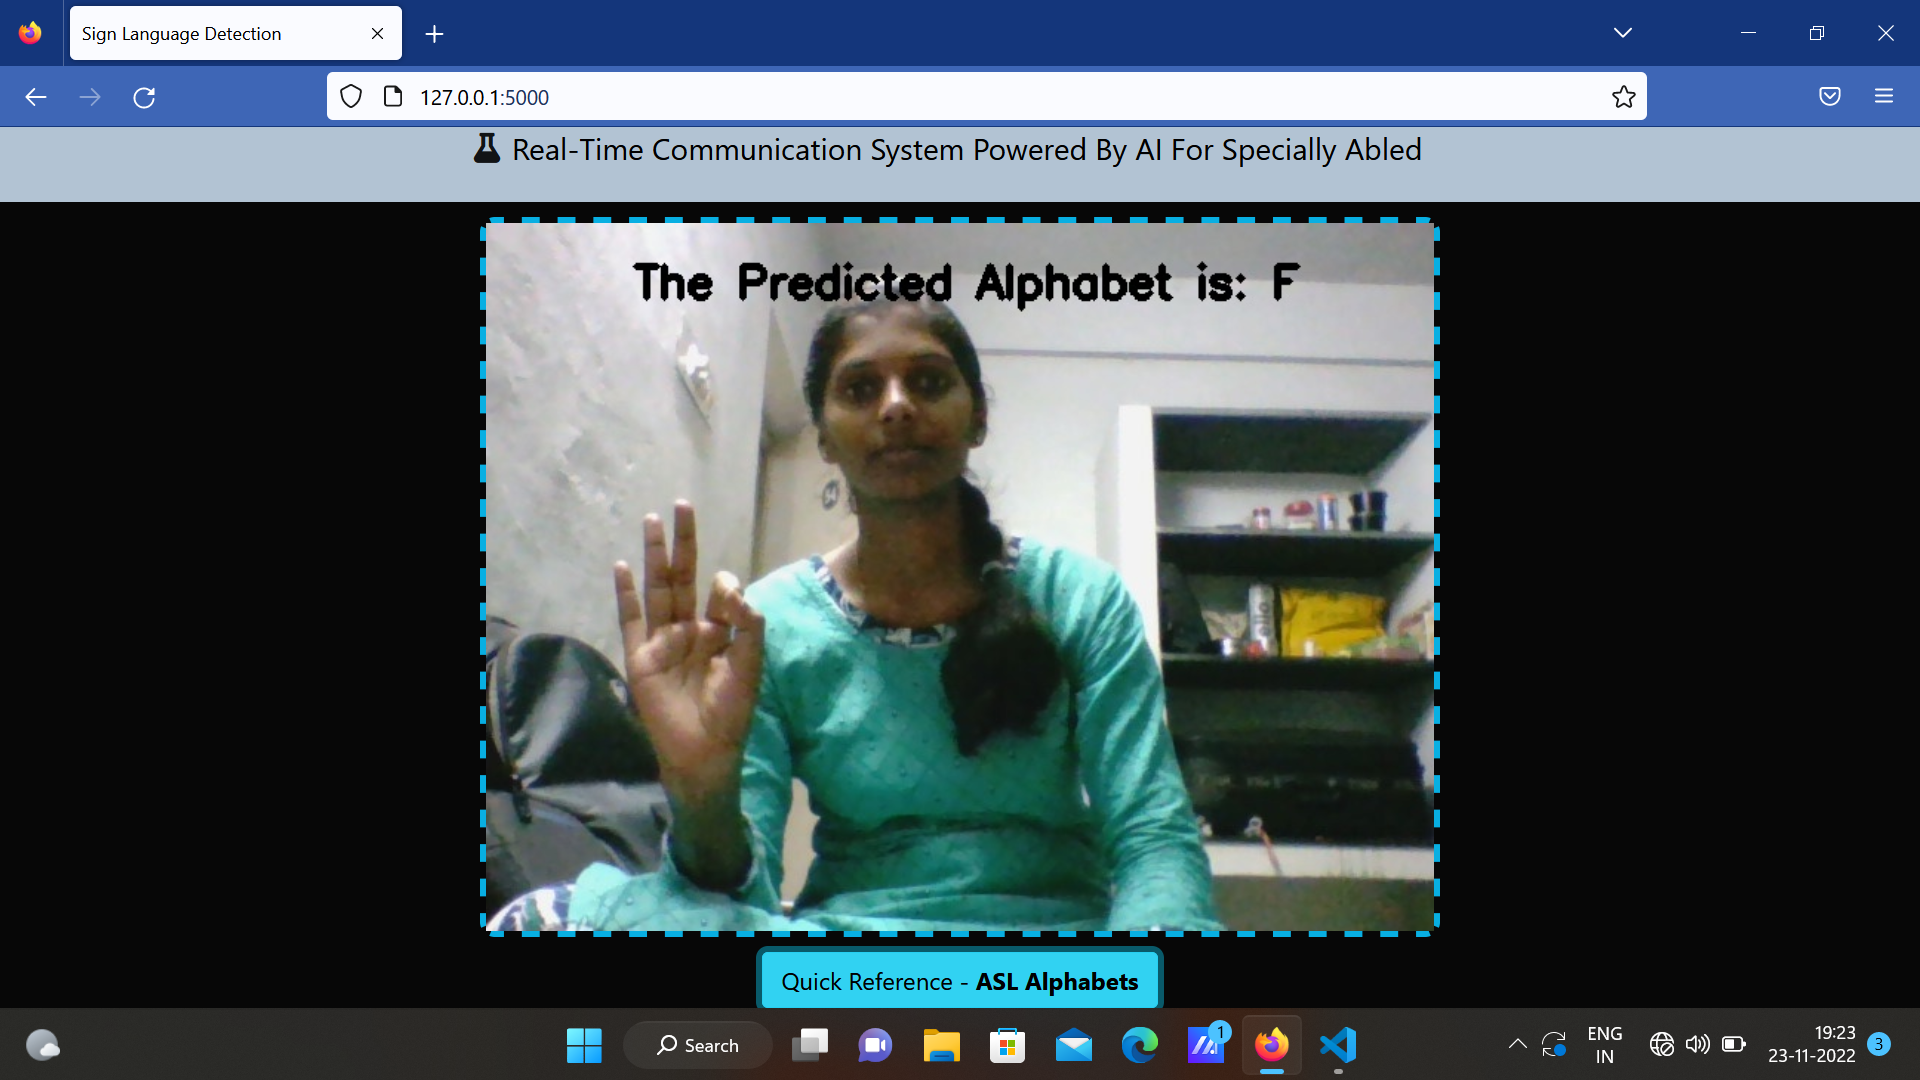 Sign Language Detection
127.0.0.1:5000
Real-Time Communication System Powered By AI For Specially Abled
The Predicted Alphabet is: F
Quick Reference - ASL Alphabets
Search
1
ENG
IN
19:23
23-11-2022
3